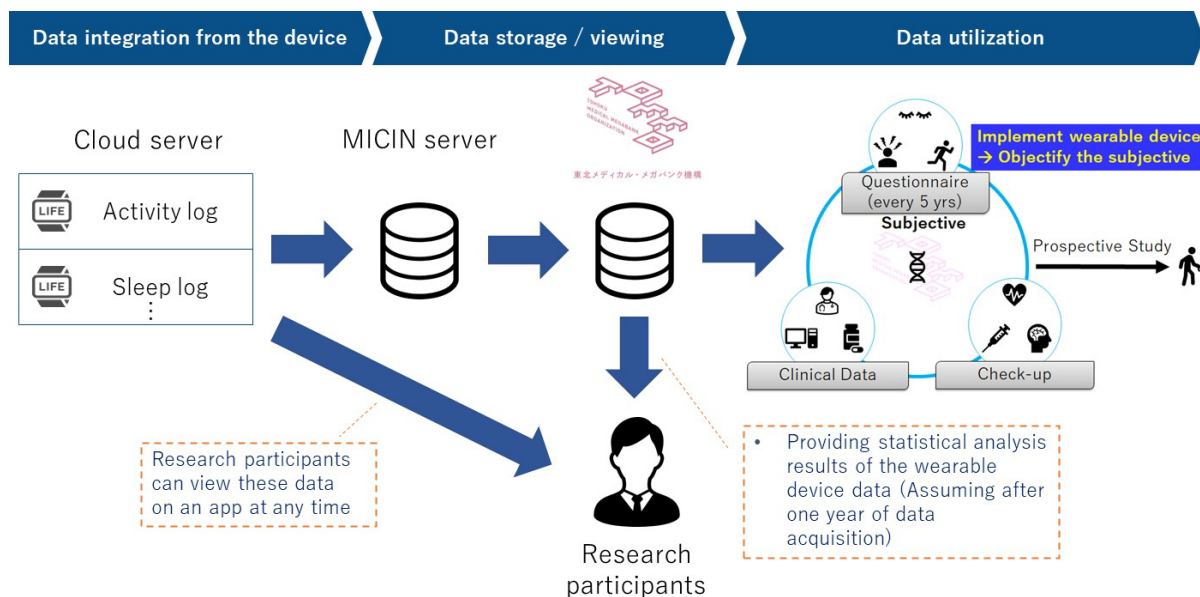 Data integration from the device
Data storage / viewing
Data utilization
Cloud server
MICIN server
TOHOKU
MEDICAL MEGABANK
ORGANIZATION
東北メディカル・メガバンク機構
LIFE
Activity log
LIFE
Sleep log
Implement wearable device
→ Objectify the subjective
Questionnaire
(every 5 yrs)
Subjective
Prospective Study
Clinical Data
Check-up
Research participants
can view these data
on an app at any time
• Providing statistical analysis
results of the wearable
device data (Assuming after
one year of data
acquisition)
Research
participants